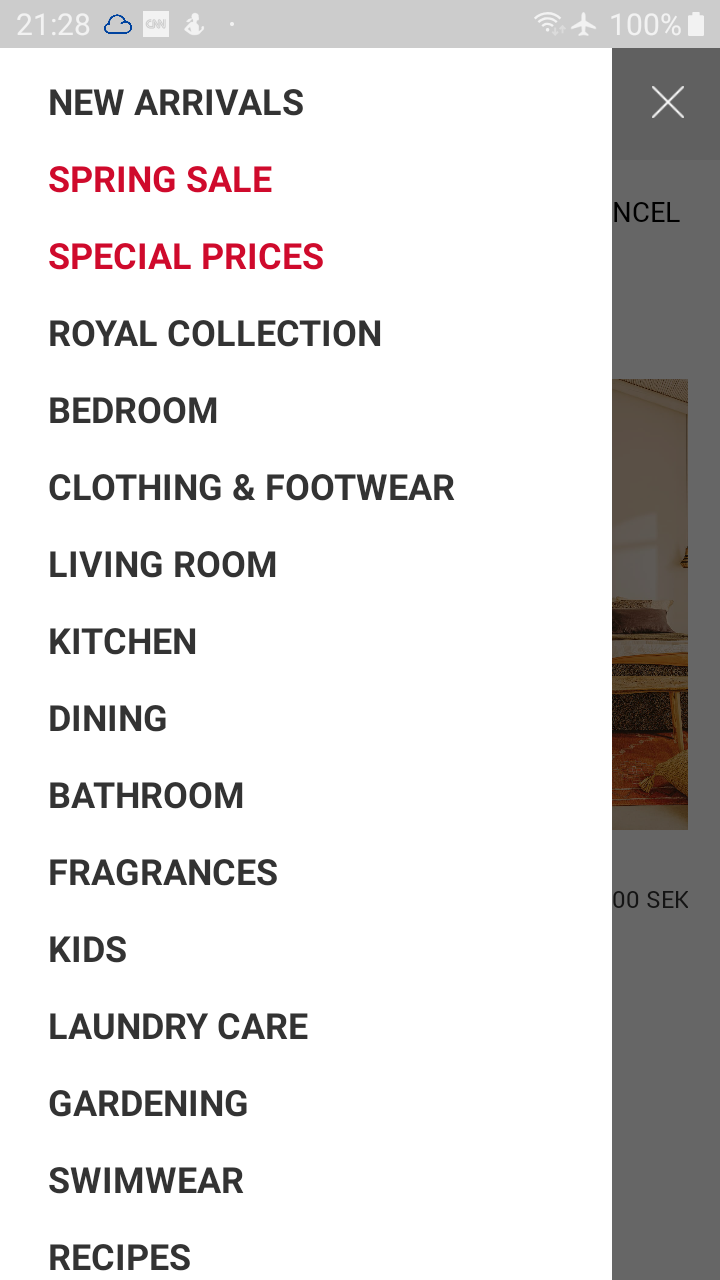 21:28 CNN 100%
NEW ARRIVALS
SPRING SALE
NCEL
SPECIAL PRICES
ROYAL COLLECTION
BEDROOM
CLOTHING & FOOTWEAR
LIVING ROOM
KITCHEN
DINING
BATHROOM
FRAGRANCES
00 SEK
KIDS
LAUNDRY CARE
GARDENING
SWIMWEAR
RECIPES